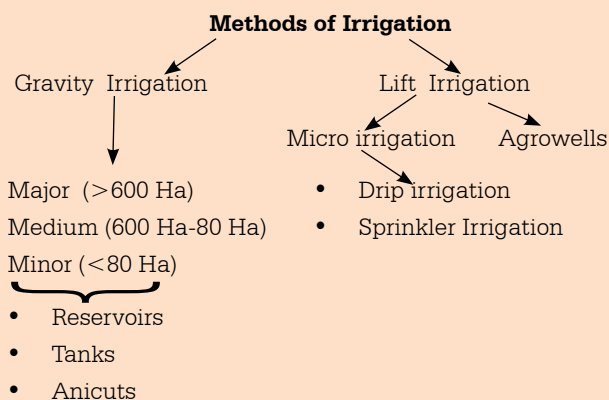 Methods of Irrigation
Gravity Irrigation
Lift Irrigation
Micro irrigation
Agrowells
Major (>600 Ha)
Medium (600 Ha-80 Ha)
Minor (<80 Ha)
• Reservoirs
• Tanks
• Anicuts
• Drip irrigation
• Sprinkler Irrigation